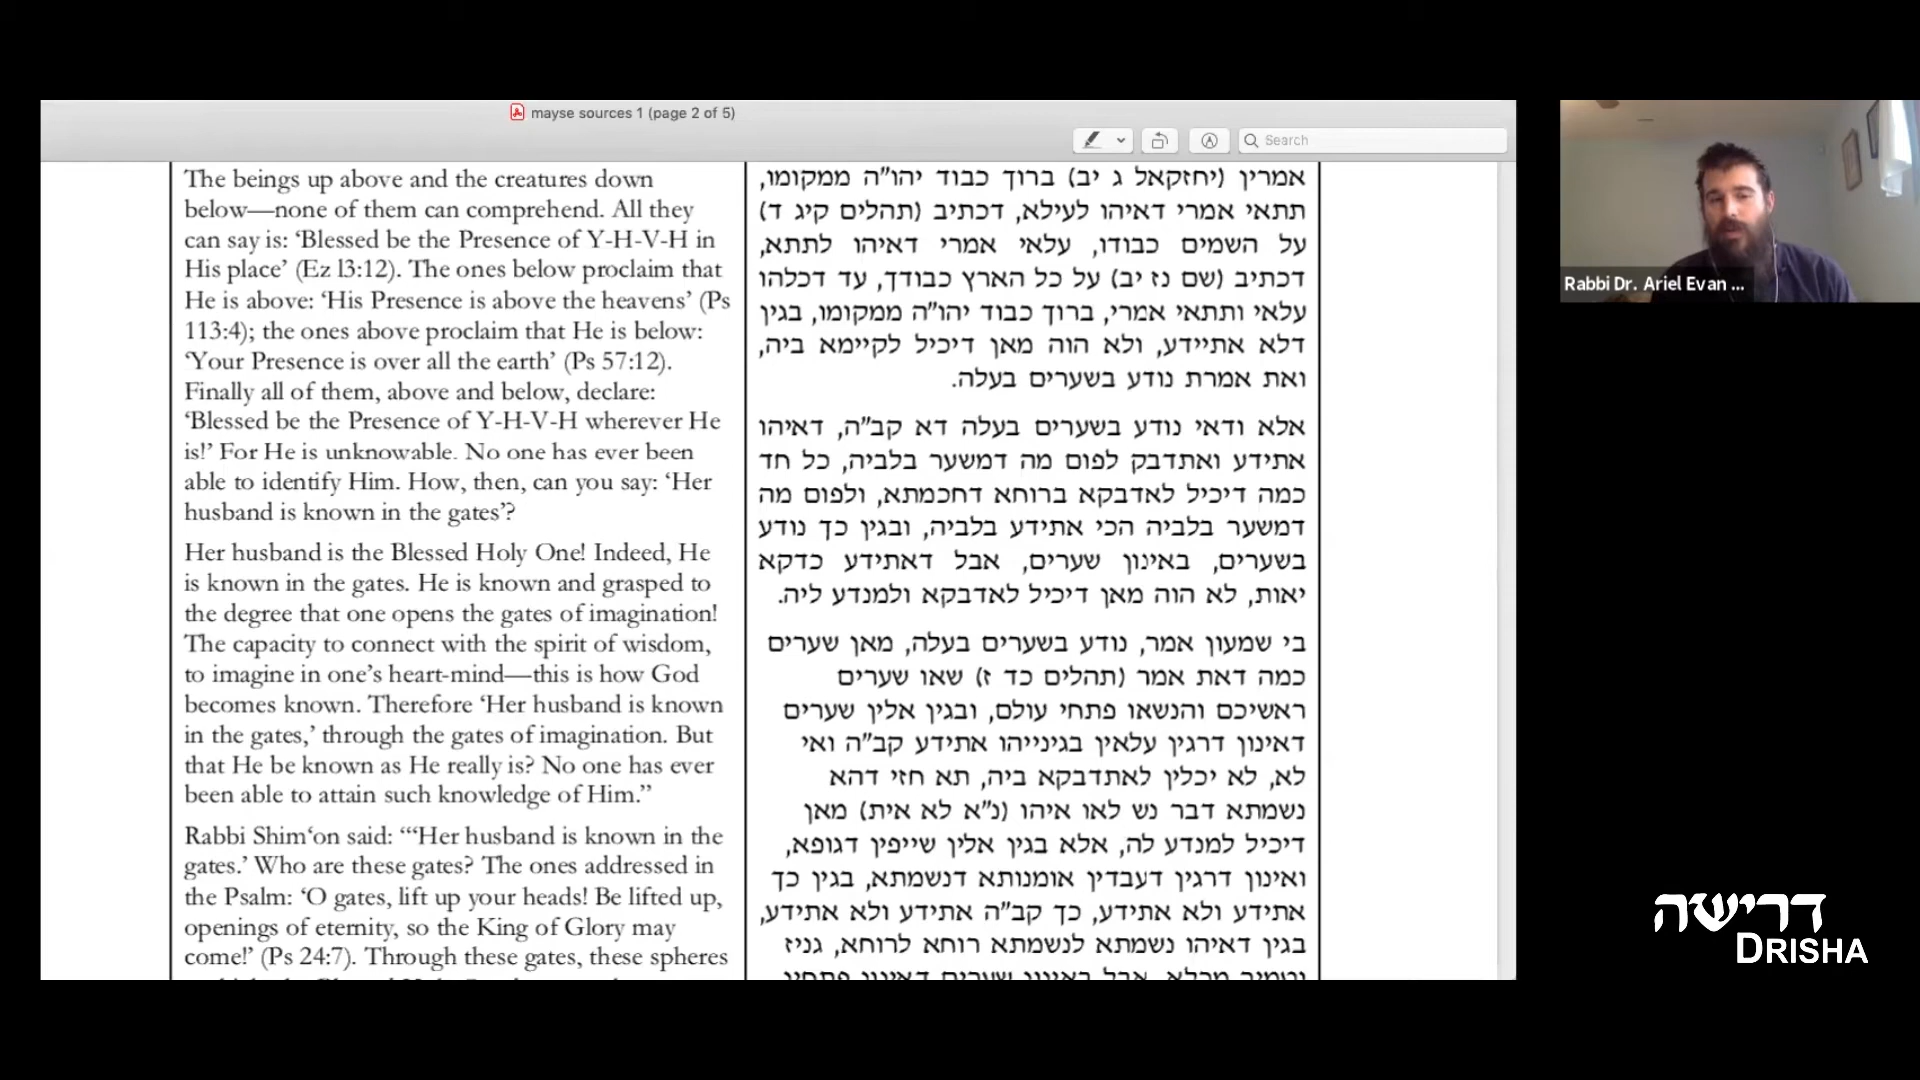 mayse sources 1 (page 2 of 5)
Search
The beings up above and the creatures down
below—none of them can comprehend. All they
can say is: ‘Blessed be the Presence of Y-H-V-H in
His place’ (Ez l3:12). The ones below proclaim that
He is above: ‘His Presence is above the heavens’ (Ps
113:4); the ones above proclaim that He is below:
‘Your Presence is over all the earth’ (Ps 57:12).
Finally all of them, above and below, declare:
‘Blessed be the Presence of Y-H-V-H wherever He
is!’ For He is unknowable. No one has ever been
able to identify Him. How, then, can you say: ‘Her
husband is known in the gates’?
Her husband is the Blessed Holy One! Indeed, He
is known in the gates. He is known and grasped to
the degree that one opens the gates of imagination!
The capacity to connect with the spirit of wisdom,
to imagine in one’s heart-mind—this is how God
becomes known. Therefore ‘Her husband is known
in the gates,’ through the gates of imagination. But
that He be known as He really is? No one has ever
been able to attain such knowledge of Him.”
Rabbi Shim‘on said: “‘Her husband is known in the
gates.’ Who are these gates? The ones addressed in
the Psalm: ‘O gates, lift up your heads! Be lifted up,
openings of eternity, so the King of Glory may
come!’ (Ps 24:7). Through these gates, these spheres
אמרין (יחזקאל ג יב) ברוך כבוד יהו”ה ממקומו,
תתאי אמרי דאיהו לעילא, דכתיב (תהלים קיג ד)
על השמים כבודו, עלאי אמרי דאיהו לתתא,
דכתיב (שם נז יב) על כל הארץ כבודך, עד דכלהו
עלאי ותתאי אמרי, ברוך כבוד יהו”ה ממקומו, בגין
דלא אתיידע, ולא הוה מאן דיכיל לקיימא ביה,
ואת אמרת נודע בשערים בעלה.
אלא ודאי נודע בשערים בעלה דא קב”ה, דאיהו
אתידע ואתדבק לפום מה דמשער בלביה, כל חד
כמה דיכיל לאדבקא ברוחא דחכמתא, ולפום מה
דמשער בלביה הכי אתידע בלביה, ובגין כך נודע
בשערים, באינון שערים, אבל דאתידע כדקא
יאות, לא הוה מאן דיכיל לאדבקא ולמנדע ליה.
בי שמעון אמר, נודע בשערים בעלה, מאן שערים
כמה דאת אמר (תהלים כד ז) שאו שערים
ראשיכם והנשאו פתחי עולם, ובגין אלין שערים
דאינון דרגין עלאין בגינייהו אתידע קב”ה ואי
לא, לא יכלין לאתדבקא ביה, תא חזי דהא
נשמתא דבר נש לאו איהו (נ”א לא אית) מאן
דיכיל למנדע לה, אלא בגין אלין שייפין דגופא,
ואינון דרגין דעבדין אומנותא דנשמתא, בגין כך
אתידע ולא אתידע, כך קב”ה אתידע ולא אתידע,
בגין דאיהו נשמתא לנשמתא רוחא לרוחא, גניז
וטמיר מכלא, אבל באינון שערים דאינון פתחין
Rabbi Dr. Ariel Evan ...
דרישה
DRISHA